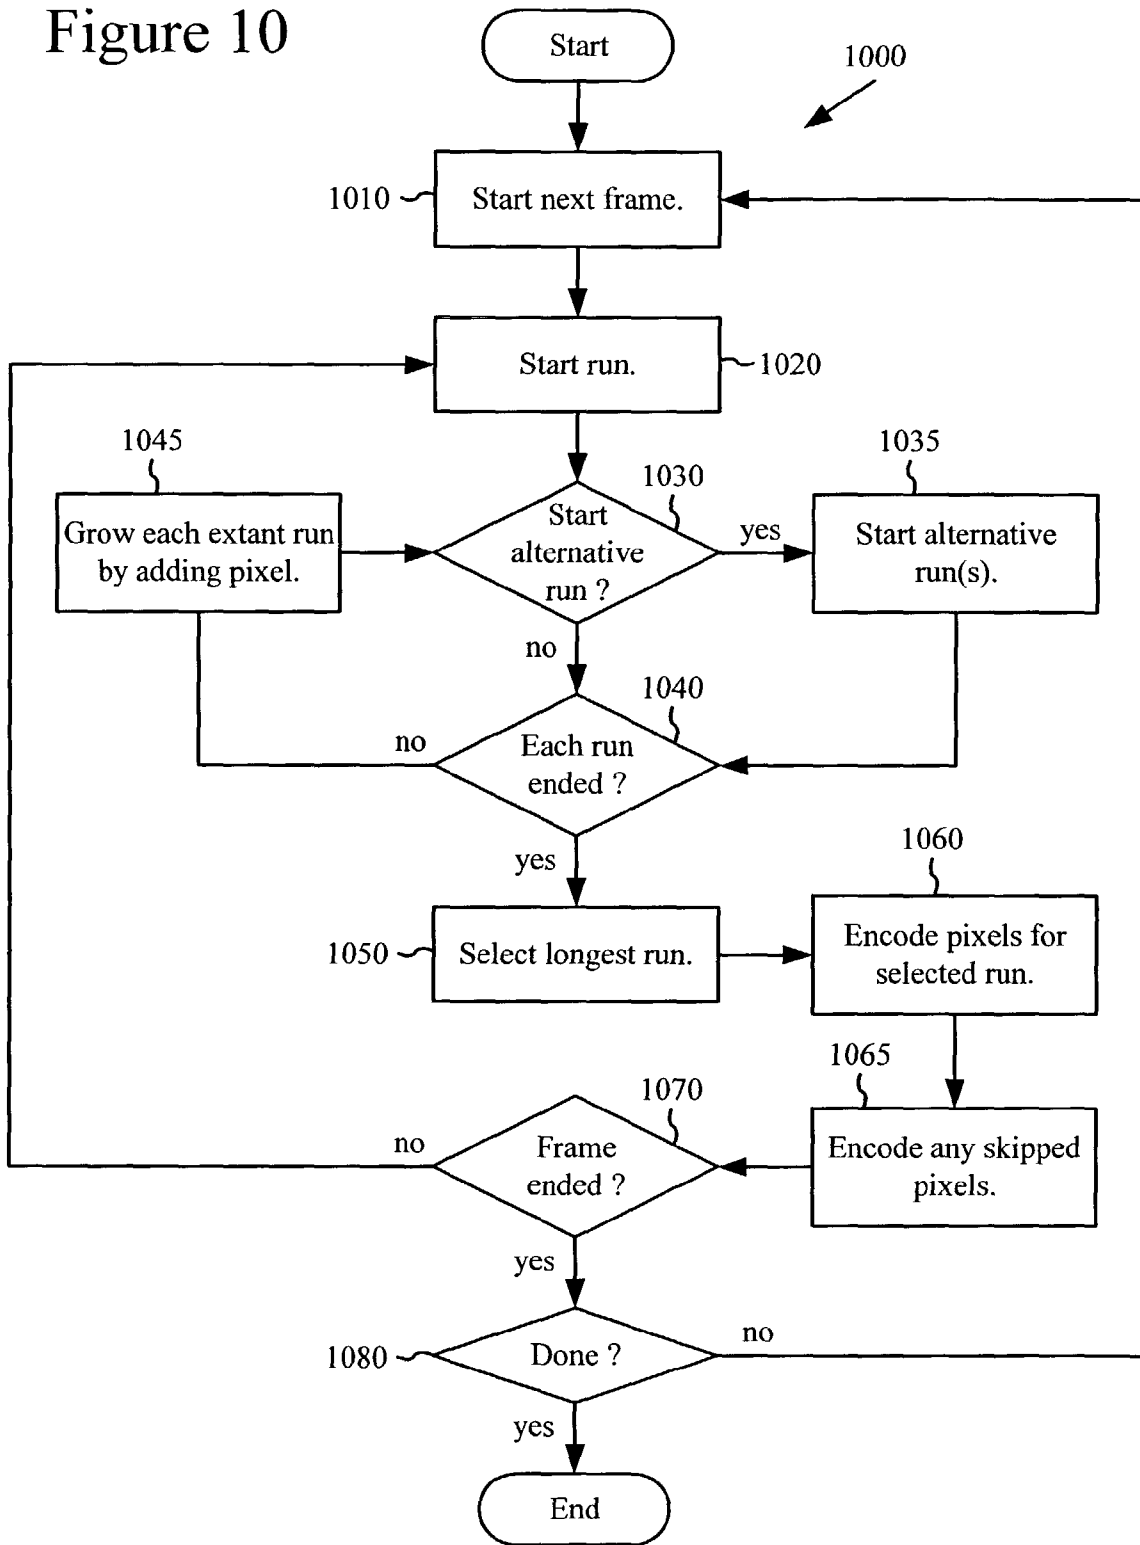 Figure 10
Start
1000
1010
Start next frame.
Start run.
1020
1045
1030
1035
Grow each extant run
by adding pixel.
Start
alternative
run ?
yes
Start alternative
run(s).
no
1040
no
Each run
ended ?
yes
1060
1050
Select longest run.
Encode pixels for
selected run.
1065
1070
no
Frame
ended ?
Encode any skipped
pixels.
yes
1080
Done ?
no
yes
End